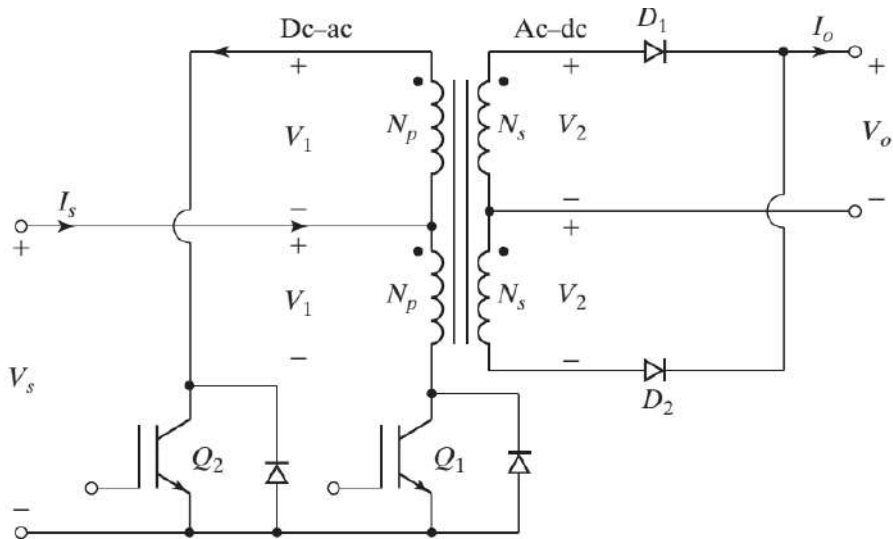 Dc–ac
Ac–dc
D₁
Iₒ
+
+
+
•
•
Nₚ
Nₛ
V₁
V₂
Vₒ
Iₛ
−
−
−
+
+
+
•
•
V₁
Nₚ
Nₛ
V₂
−
−
Vₛ
D₂
Q₂
Q₁
−